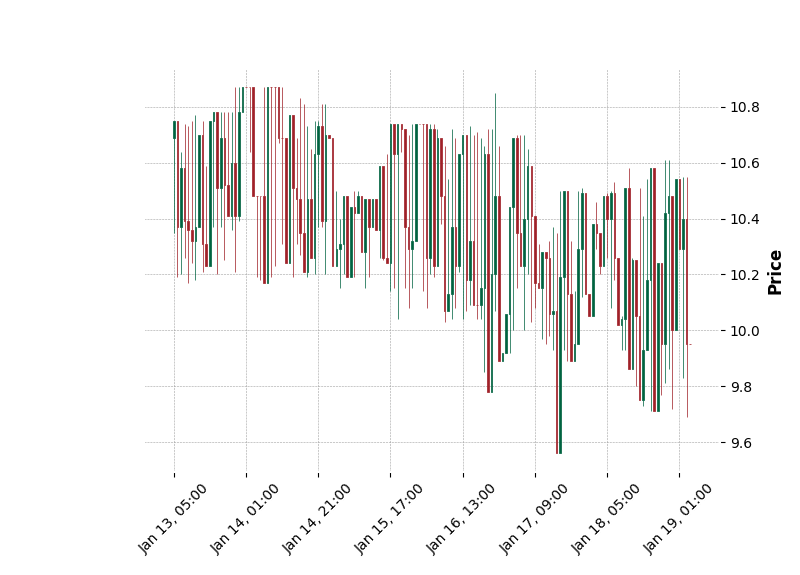 10.8
10.6
10.4
10.2
10.0
9.8
9.6
Price
Jan 13, 05:00
Jan 14, 01:00
Jan 14, 21:00
Jan 15, 17:00
Jan 16, 13:00
Jan 17, 09:00
Jan 18, 05:00
Jan 19, 01:00